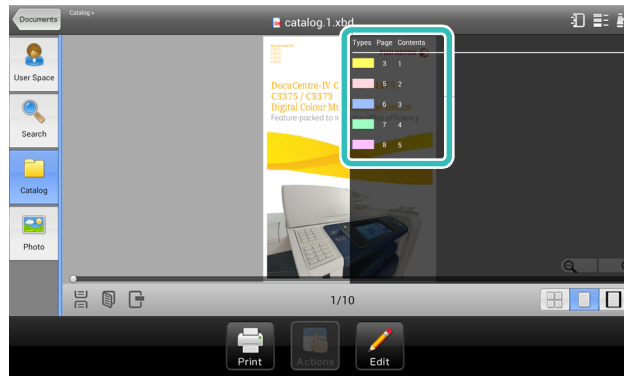 Documents
Catalog »
catalog.1.xbd
User Space
Search
Catalog
Photo
Types Page Contents
3 1
5 2
6 3
7 4
8 5
DocuCentre-IV C
C3375 / C3373
Digital Colour Mu
Feature-packed to
efficiency
1/10
Print
Actions
Edit